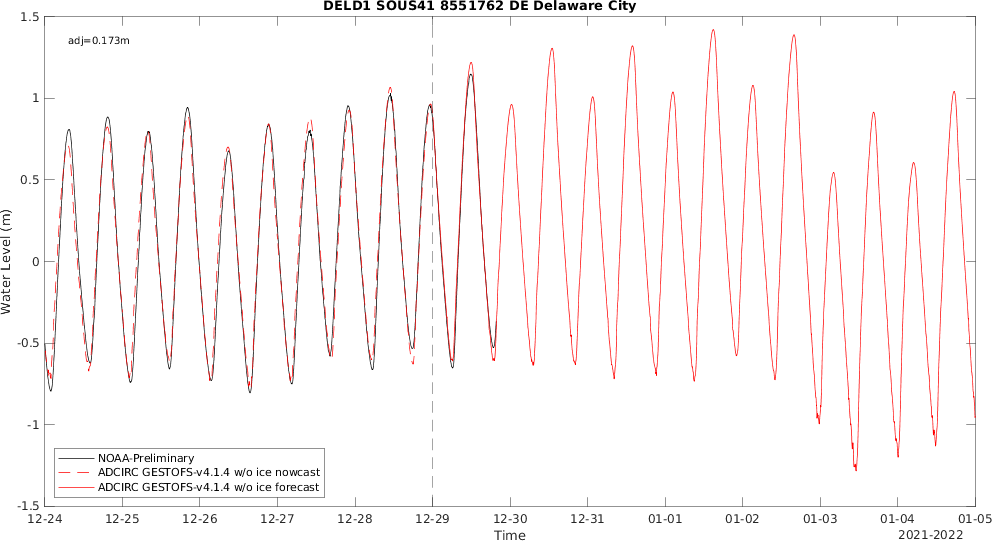 DELD1 SOUS41 8551762 DE Delaware City
adj=0.173m
1.5
1
0.5
0
-0.5
-1
-1.5
Water Level (m)
NOAA-Preliminary
ADCIRC GESTOFS-v4.1.4 w/o ice nowcast
ADCIRC GESTOFS-v4.1.4 w/o ice forecast
12-24 12-25 12-26 12-27 12-28 12-29 12-30 12-31 01-01 01-02 01-03 01-04 01-05
Time
2021-2022